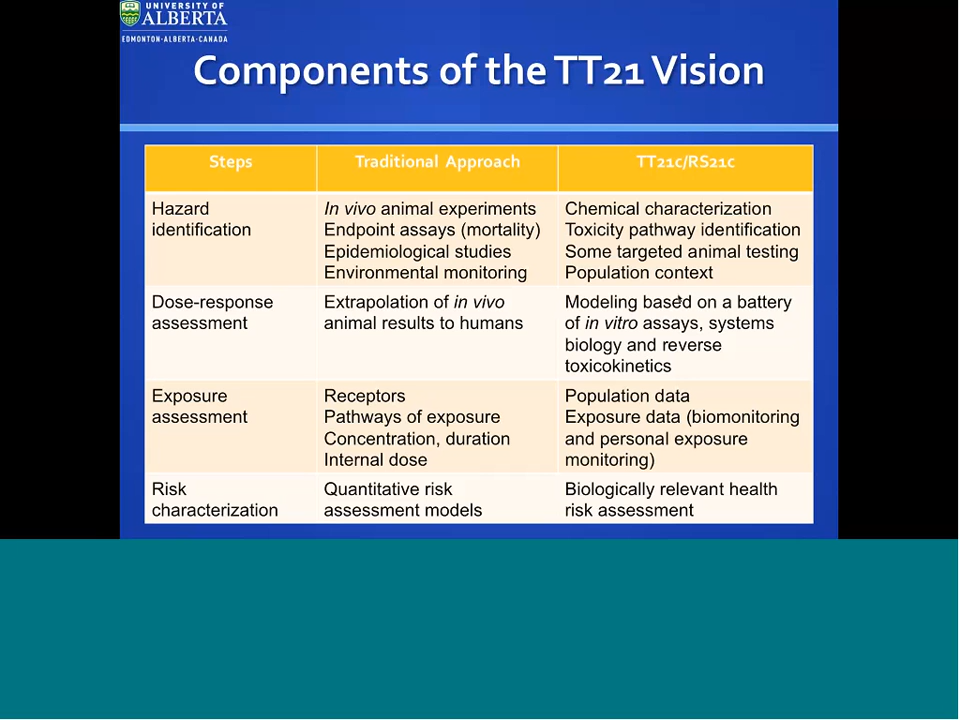 UNIVERSITY OF
ALBERTA
EDMONTON·ALBERTA·CANADA
Components of the TT21 Vision
Steps
Traditional Approach
TT21c/RS21c
Hazard
identification
In vivo animal experiments
Endpoint assays (mortality)
Epidemiological studies
Environmental monitoring
Chemical characterization
Toxicity pathway identification
Some targeted animal testing
Population context
Dose-response
assessment
Extrapolation of in vivo
animal results to humans
Modeling based on a battery
of in vitro assays, systems
biology and reverse
toxicokinetics
Exposure
assessment
Receptors
Pathways of exposure
Concentration, duration
Internal dose
Population data
Exposure data (biomonitoring
and personal exposure
monitoring)
Risk
characterization
Quantitative risk
assessment models
Biologically relevant health
risk assessment